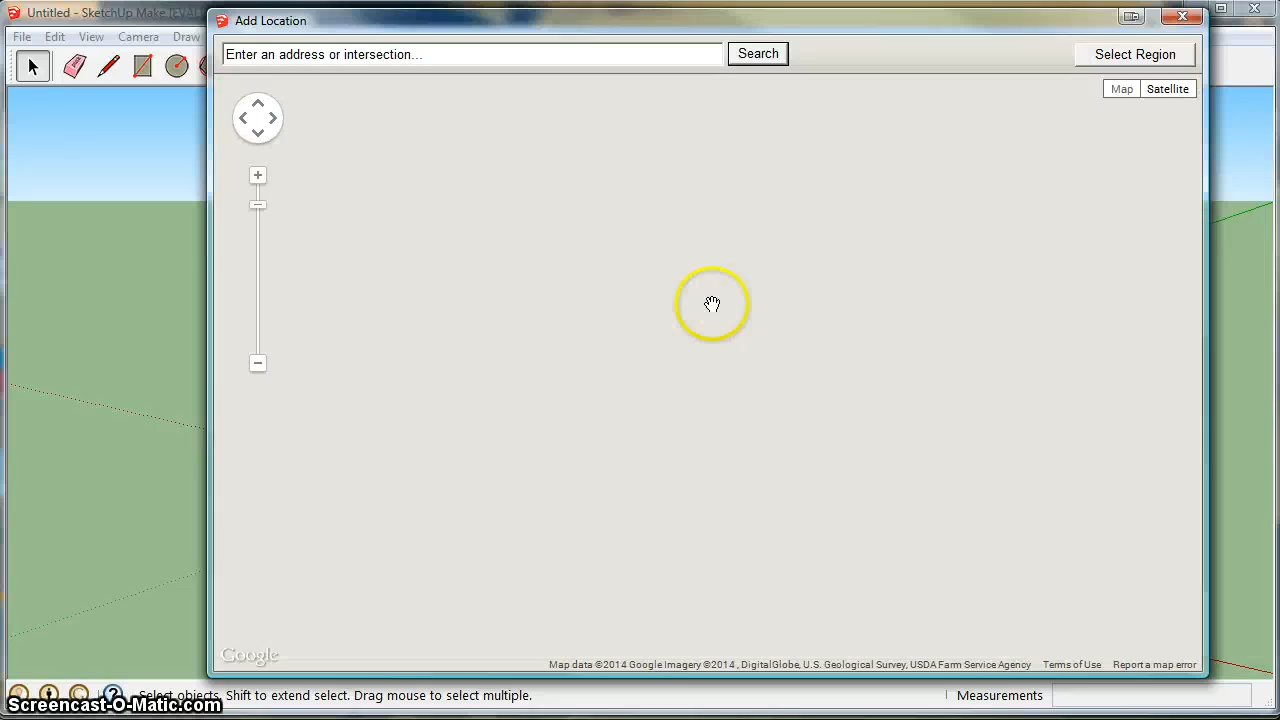 Untitled - SketchUp Make
Add Location
File Edit View Camera Draw
Enter an address or intersection...
Search
Select Region
Map
Satellite
Google
Map data ©2014 Google Imagery ©2014 , DigitalGlobe, U.S. Geological Survey, USDA Farm Service Agency
Terms of Use
Report a map error
Select objects. Shift to extend select. Drag mouse to select multiple.
Measurements
Screencast-O-Matic.com